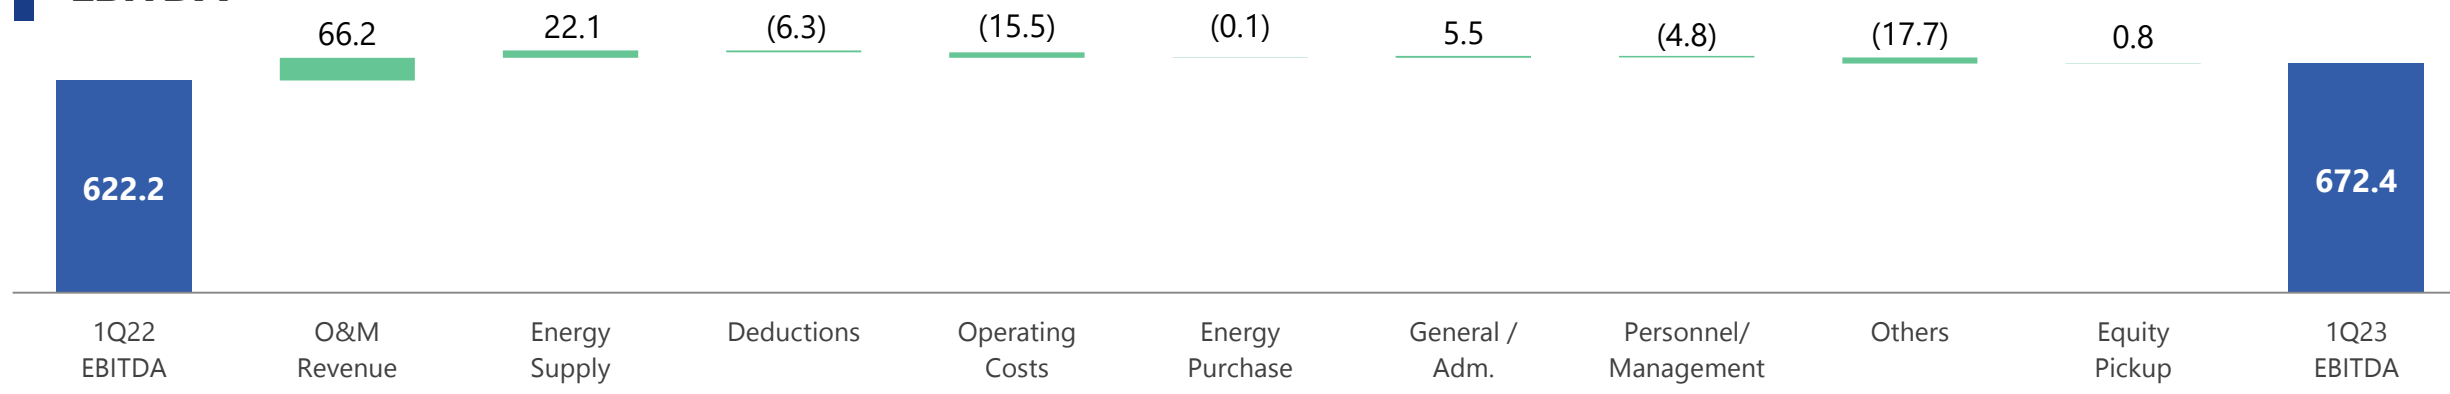 66.2
22.1
(6.3)
(15.5)
(0.1)
5.5
(4.8)
(17.7)
0.8
622.2
672.4
1Q22
EBITDA
O&M
Revenue
Energy
Supply
Deductions
Operating
Costs
Energy
Purchase
General /
Adm.
Personnel/
Management
Others
Equity
Pickup
1Q23
EBITDA